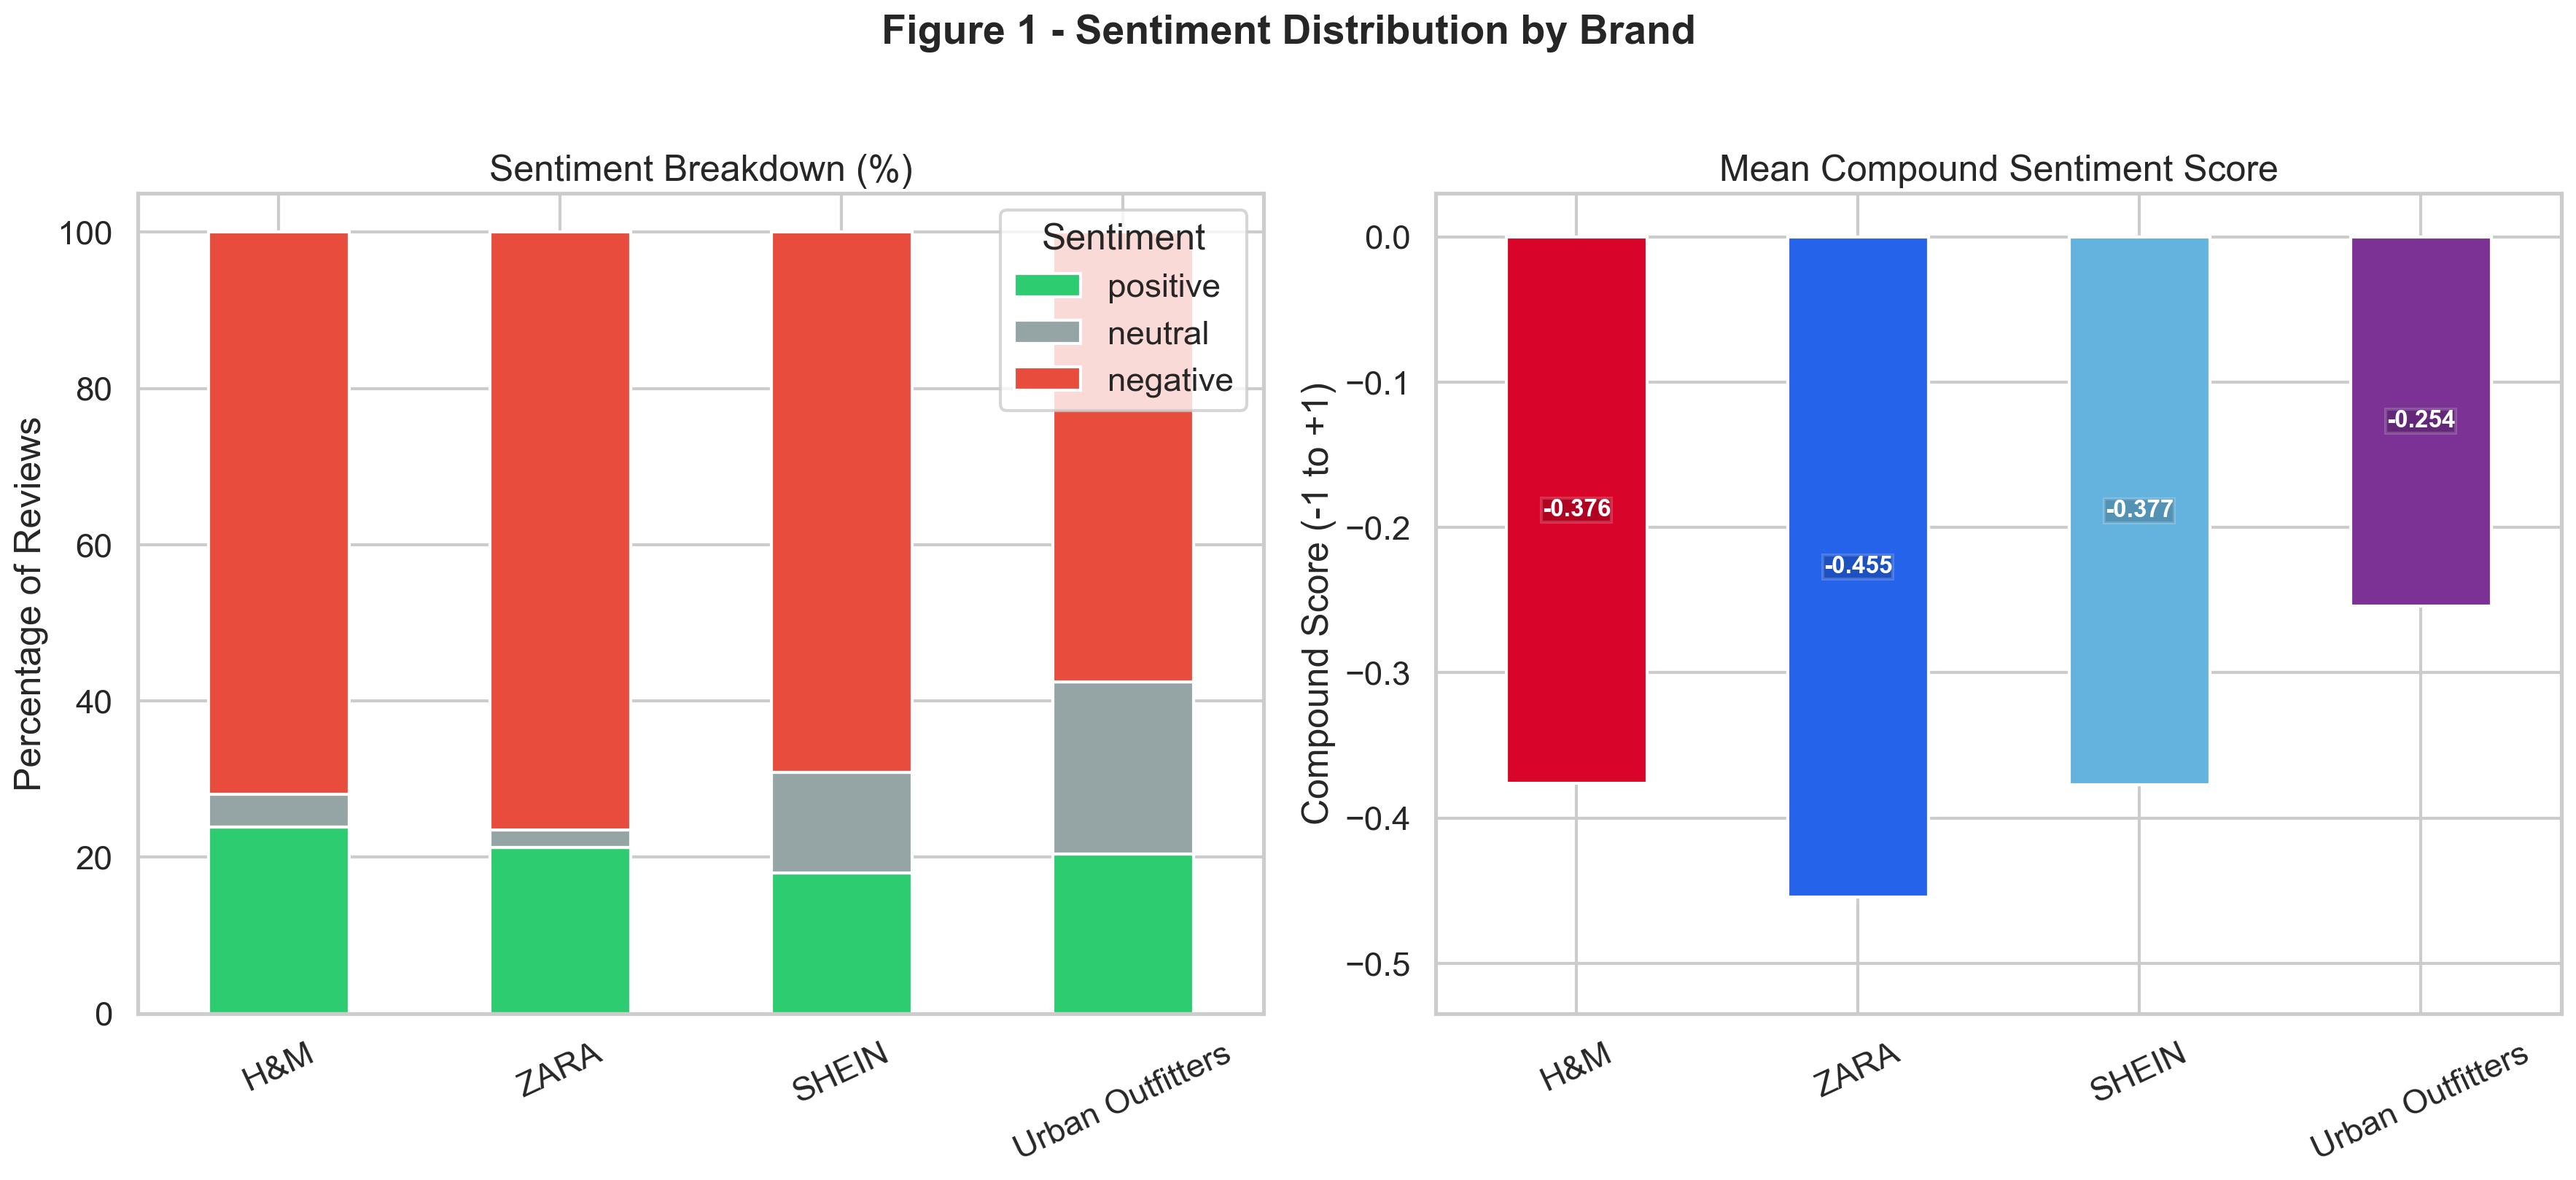 Figure 1 - Sentiment Distribution by Brand
Sentiment Breakdown (%)
Percentage of Reviews
100
80
60
40
20
0
Sentiment
positive
neutral
negative
H&M
ZARA
SHEIN
Urban Outfitters
Mean Compound Sentiment Score
Compound Score (-1 to +1)
0.0
−0.1
−0.2
−0.3
−0.4
−0.5
-0.376
-0.455
-0.377
-0.254
H&M
ZARA
SHEIN
Urban Outfitters